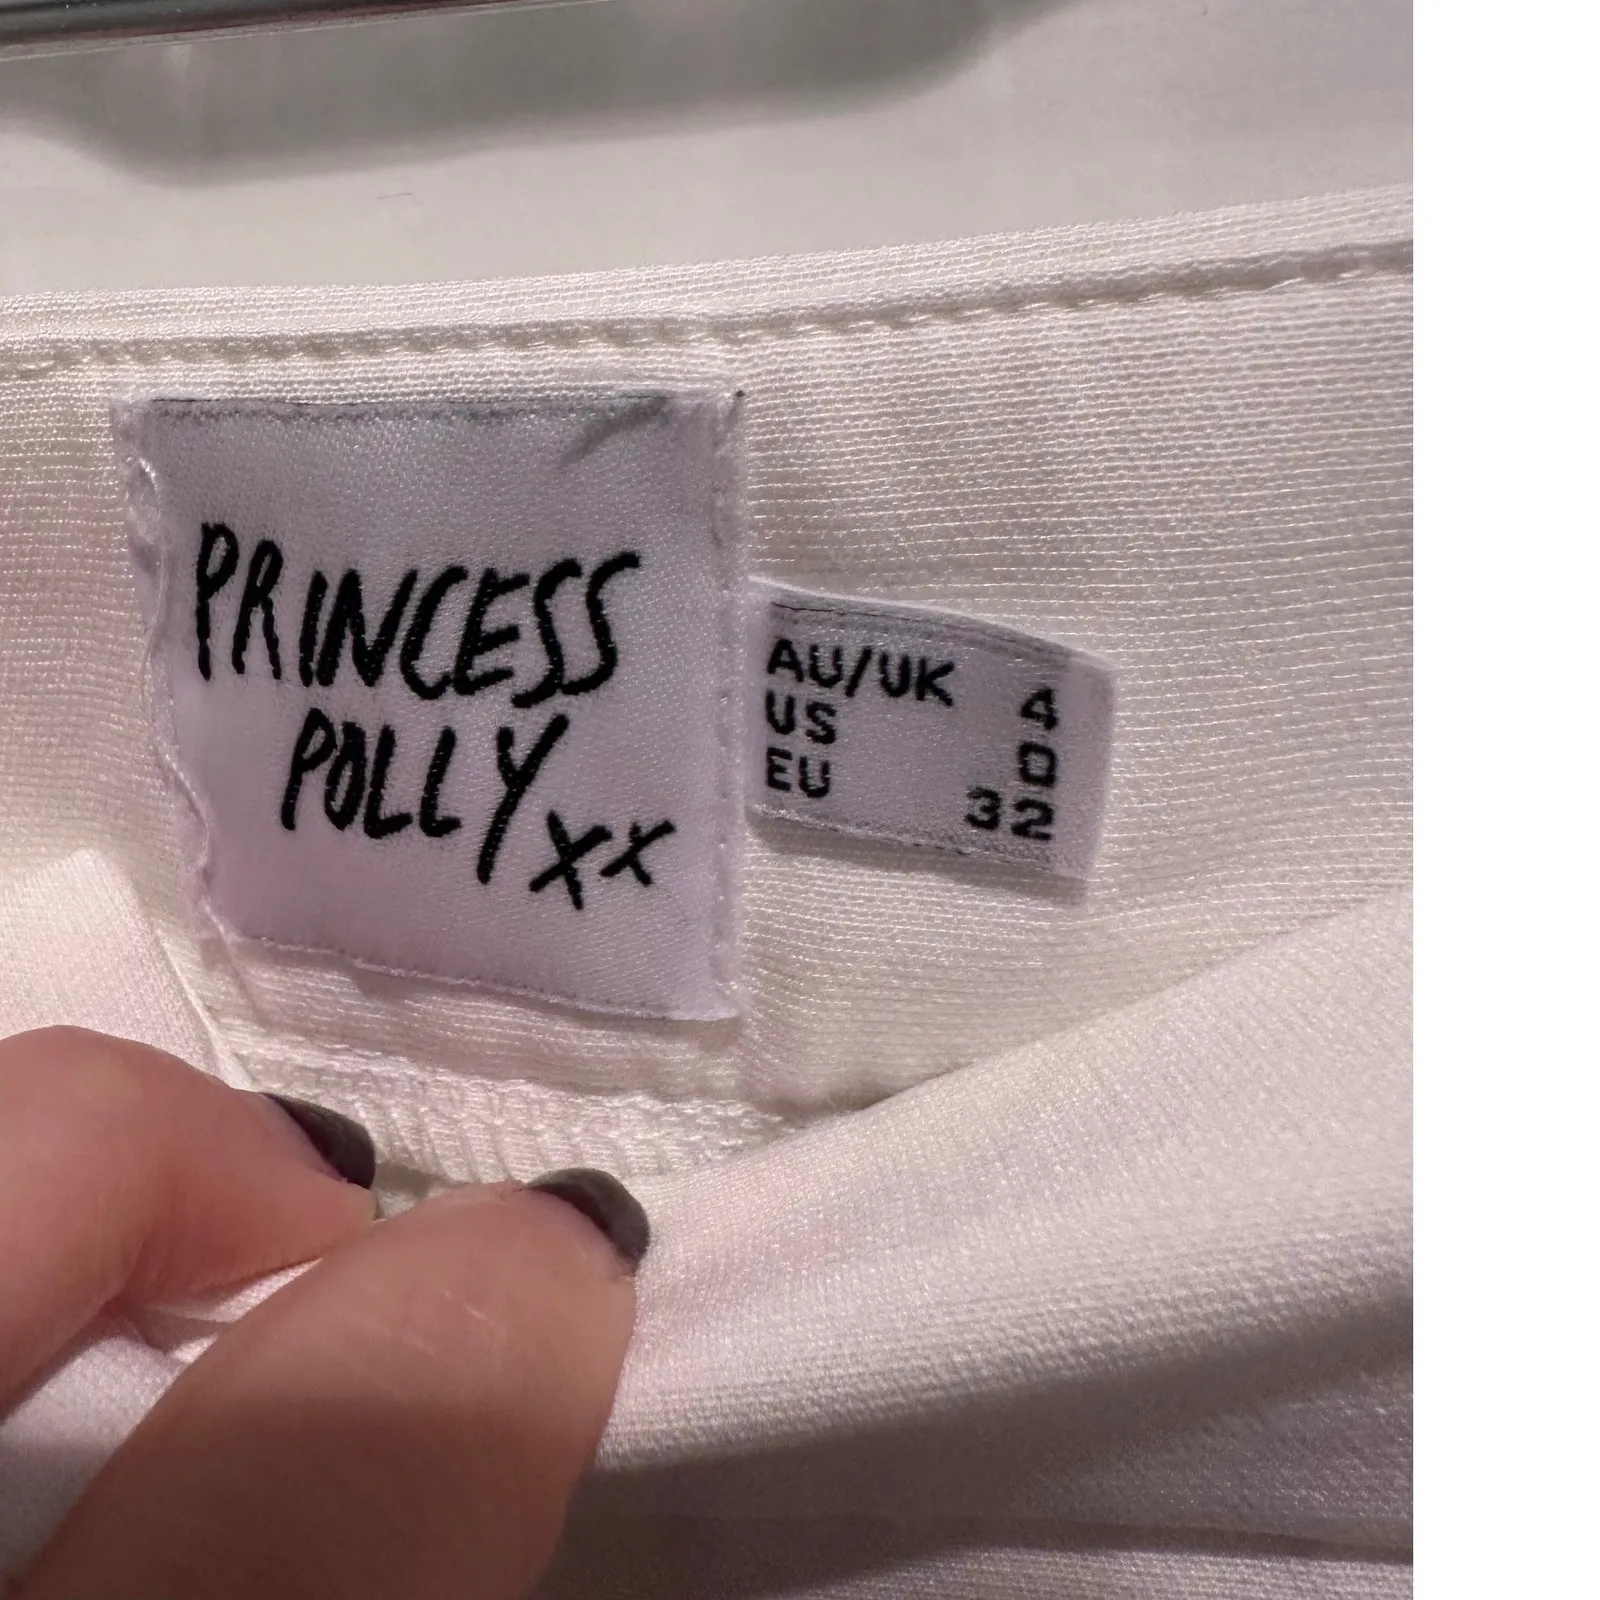 PRINCESS
POLLY xx
AU/UK 4
US 0
EU 32